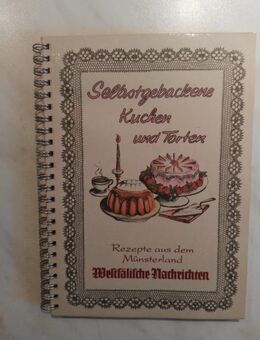 Selbstgebackene
Kuchen
und Torten
Rezepte aus dem
Münsterland
Westfälische Nachrichten